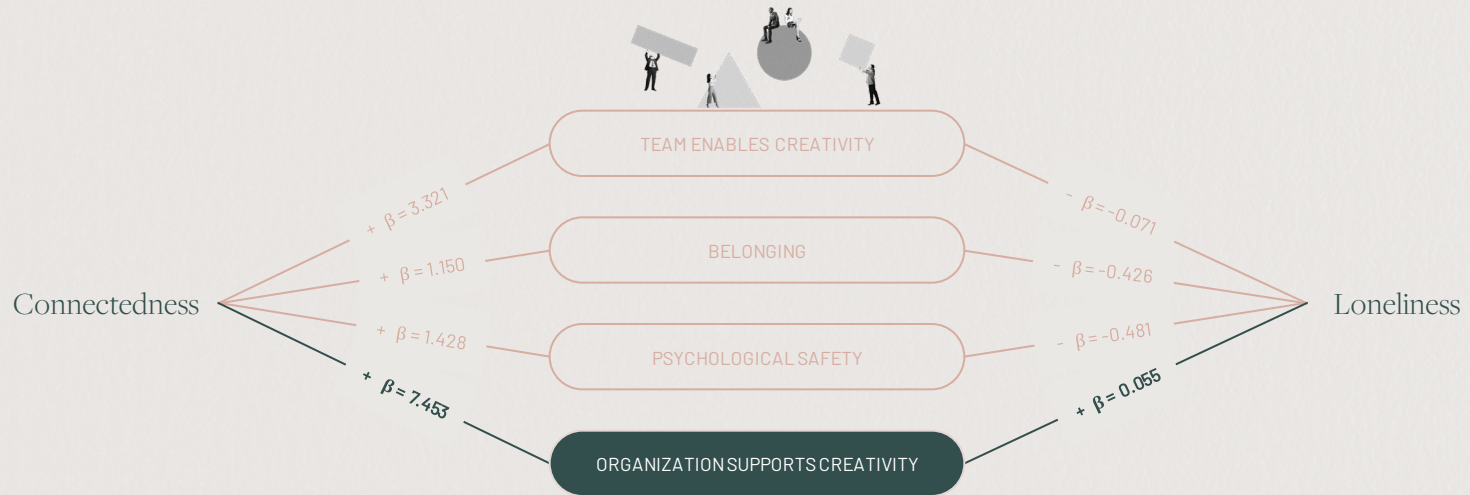 TEAM ENABLES CREATIVITY
+ β = 3.321
- β = -0.071
BELONGING
+ β = 1.150
- β = -0.426
Connectedness
Loneliness
+ β = 1.428
- β = -0.481
PSYCHOLOGICAL SAFETY
+ β = 7.453
+ β = 0.055
ORGANIZATION SUPPORTS CREATIVITY